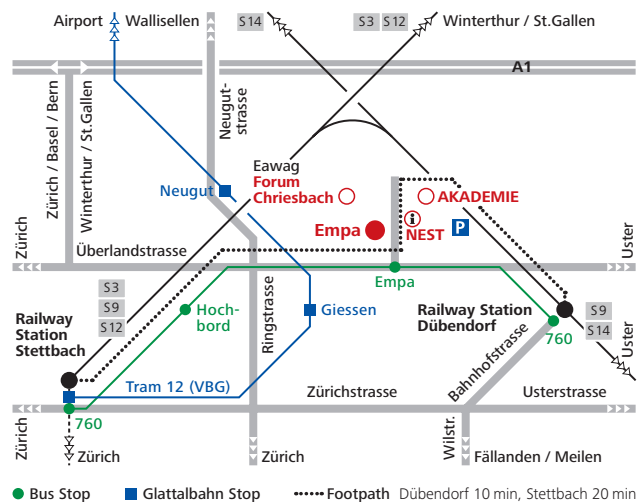 Airport
Wallisellen
S14
S3
S12
Winterthur / St.Gallen
A1
Zürich / Basel / Bern
Winterthur / St.Gallen
Neugut-
strasse
Eawag
Forum
Chriesbach
AKADEMIE
Neugut
i
Empa
NEST
P
Zürich
Überlandstrasse
Uster
Empa
S3
S9
S12
Hoch-
bord
Ringstrasse
Giessen
Railway Station
Dübendorf
S9
S14
Railway
Station
Stettbach
760
Bahnhofstrasse
Uster
Tram 12 (VBG)
Zürichstrasse
Usterstrasse
Zürich
760
Wilstr.
Zürich
Zürich
Fällanden / Meilen
Bus Stop
Glattalbahn Stop
Footpath Dübendorf 10 min, Stettbach 20 min